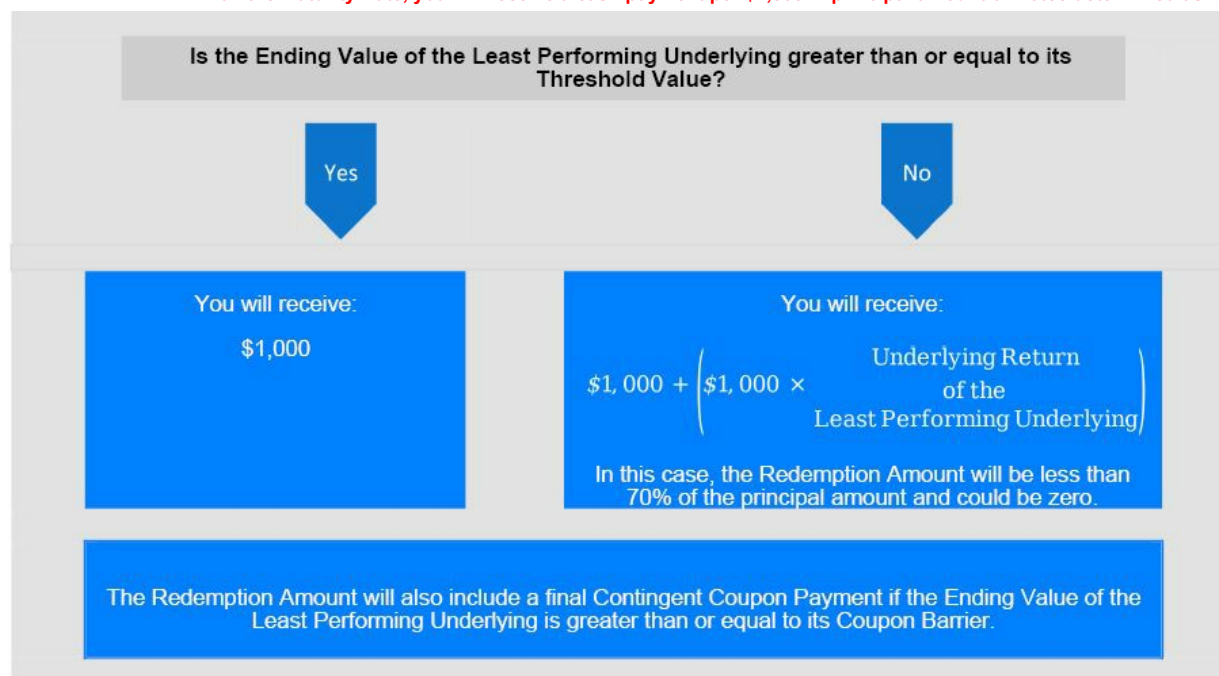 Is the Ending Value of the Least Performing Underlying greater than or equal to its
Threshold Value?
Yes
No
You will receive:
$1,000
You will receive:
$1,000 + ($1,000 × Underlying Return
of the
Least Performing Underlying)
In this case, the Redemption Amount will be less than
70% of the principal amount and could be zero.
The Redemption Amount will also include a final Contingent Coupon Payment if the Ending Value of the
Least Performing Underlying is greater than or equal to its Coupon Barrier.